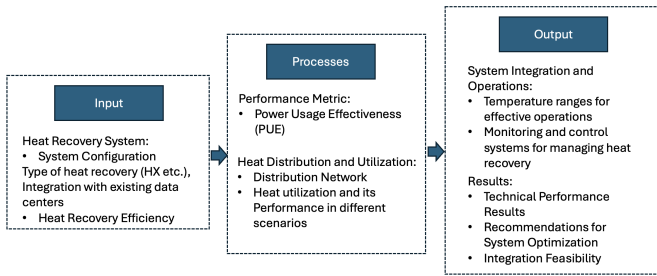 Input
Heat Recovery System:
• System Configuration
Type of heat recovery (HX etc.),
Integration with existing data
centers
• Heat Recovery Efficiency
Processes
Performance Metric:
• Power Usage Effectiveness
(PUE)
Heat Distribution and Utilization:
• Distribution Network
• Heat utilization and its
Performance in different
scenarios
Output
System Integration and
Operations:
• Temperature ranges for
effective operations
• Monitoring and control
systems for managing heat
recovery
Results:
• Technical Performance
Results
• Recommendations for
System Optimization
• Integration Feasibility